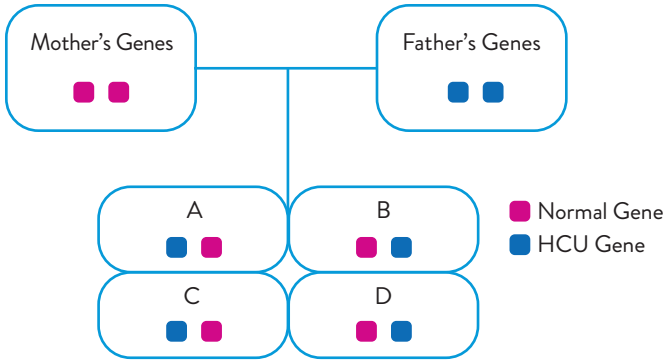 Mother's Genes
Father's Genes
A
B
Normal Gene
HCU Gene
C
D